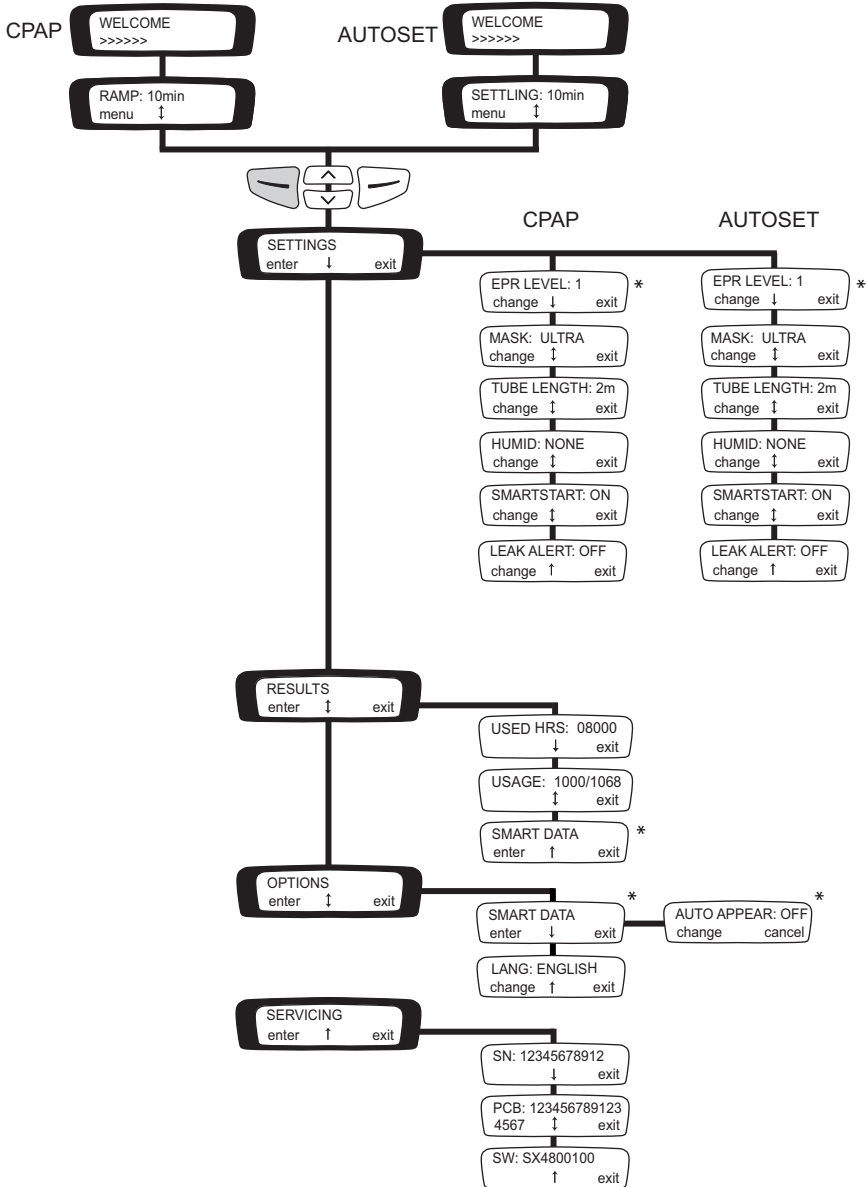 CPAP
WELCOME
>>>>>>
RAMP: 10min
menu ↕
AUTOSET
WELCOME
>>>>>>
SETTLING: 10min
menu ↕
SETTINGS
enter ↓ exit
CPAP
EPR LEVEL: 1 *
change ↓ exit
MASK: ULTRA
change ↕ exit
TUBE LENGTH: 2m
change ↕ exit
HUMID: NONE
change ↕ exit
SMARTSTART: ON
change ↕ exit
LEAK ALERT: OFF
change ↑ exit
AUTOSET
EPR LEVEL: 1 *
change ↓ exit
MASK: ULTRA
change ↕ exit
TUBE LENGTH: 2m
change ↕ exit
HUMID: NONE
change ↕ exit
SMARTSTART: ON
change ↕ exit
LEAK ALERT: OFF
change ↑ exit
RESULTS
enter ↕ exit
USED HRS: 08000
↓ exit
USAGE: 1000/1068
↕ exit
SMART DATA *
enter ↑ exit
OPTIONS
enter ↕ exit
SMART DATA *
enter ↓ exit
AUTO APPEAR: OFF *
change cancel
LANG: ENGLISH
change ↑ exit
SERVICING
enter ↑ exit
SN: 12345678912
↓ exit
PCB: 123456789123
4567 ↕ exit
SW: SX4800100
↑ exit